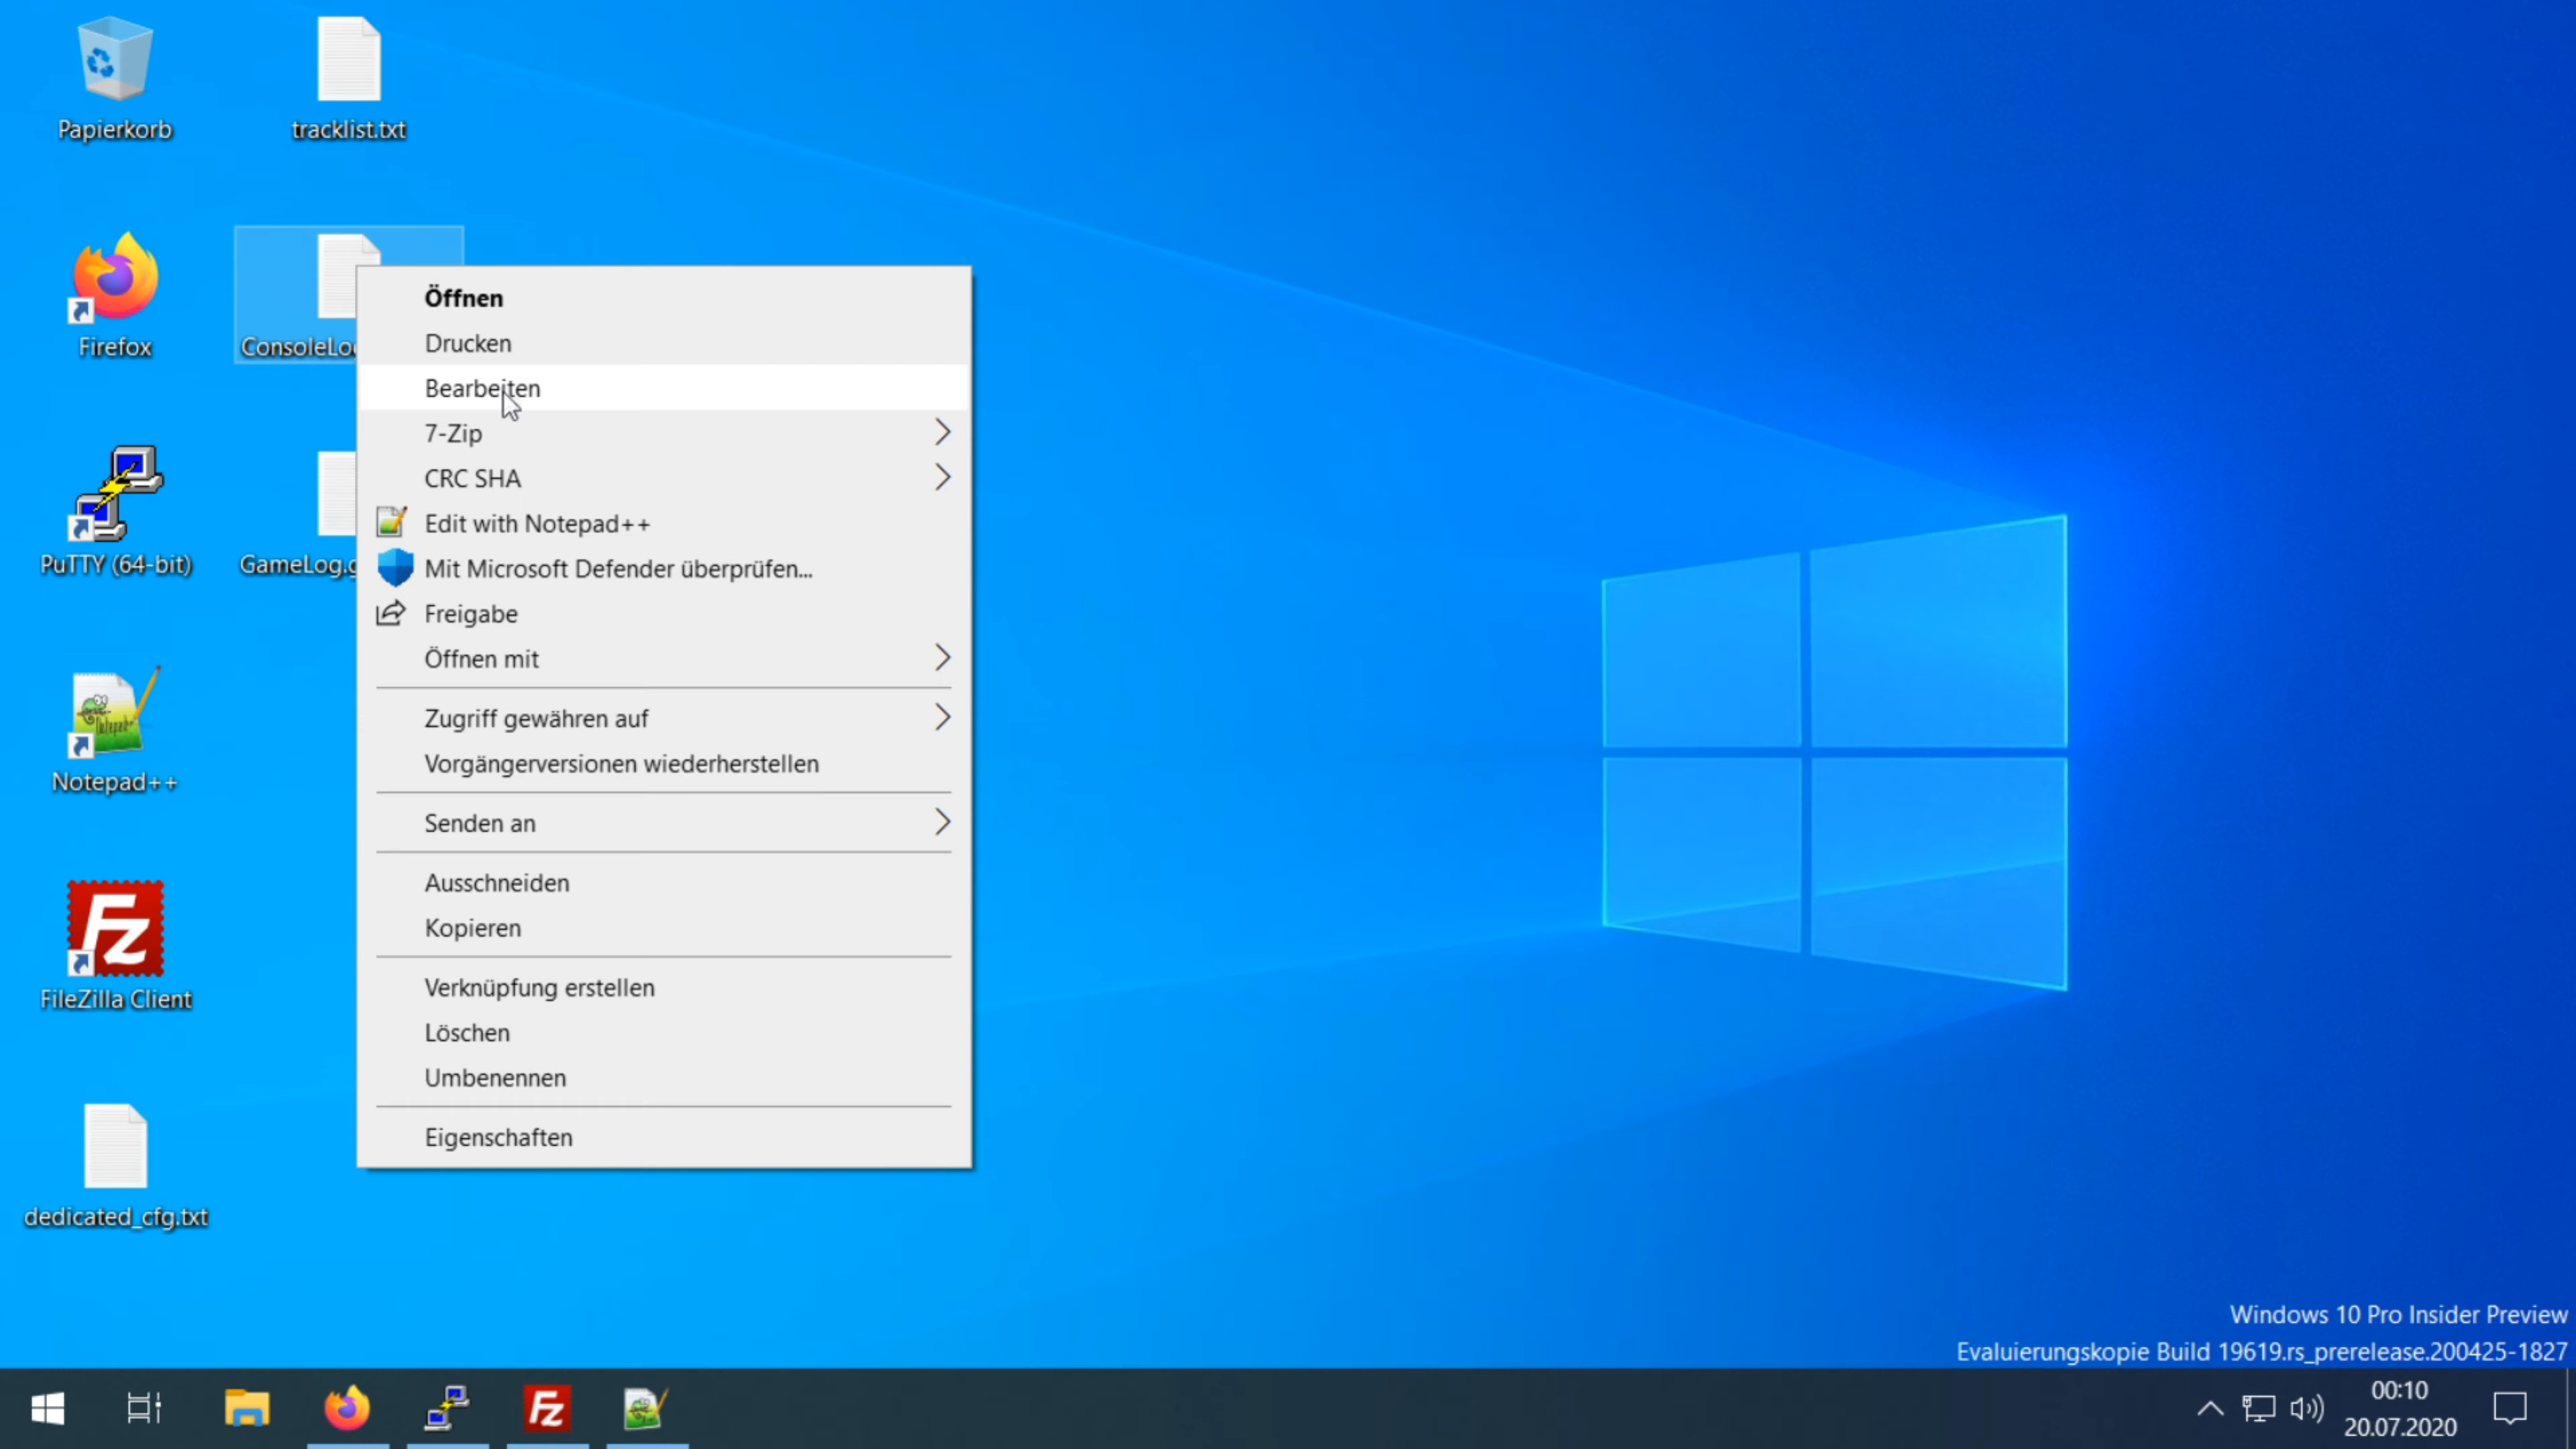 Papierkorb
tracklist.txt
Firefox
ConsoleLo
PuTTY (64-bit)
GameLog.g
Notepad++
FileZilla Client
dedicated_cfg.txt
Öffnen
Drucken
Bearbeiten
7-Zip
CRC SHA
Edit with Notepad++
Mit Microsoft Defender überprüfen...
Freigabe
Öffnen mit
Zugriff gewähren auf
Vorgängerversionen wiederherstellen
Senden an
Ausschneiden
Kopieren
Verknüpfung erstellen
Löschen
Umbenennen
Eigenschaften
Windows 10 Pro Insider Preview
Evaluierungskopie Build 19619.rs_prerelease.200425-1827
00:10
20.07.2020